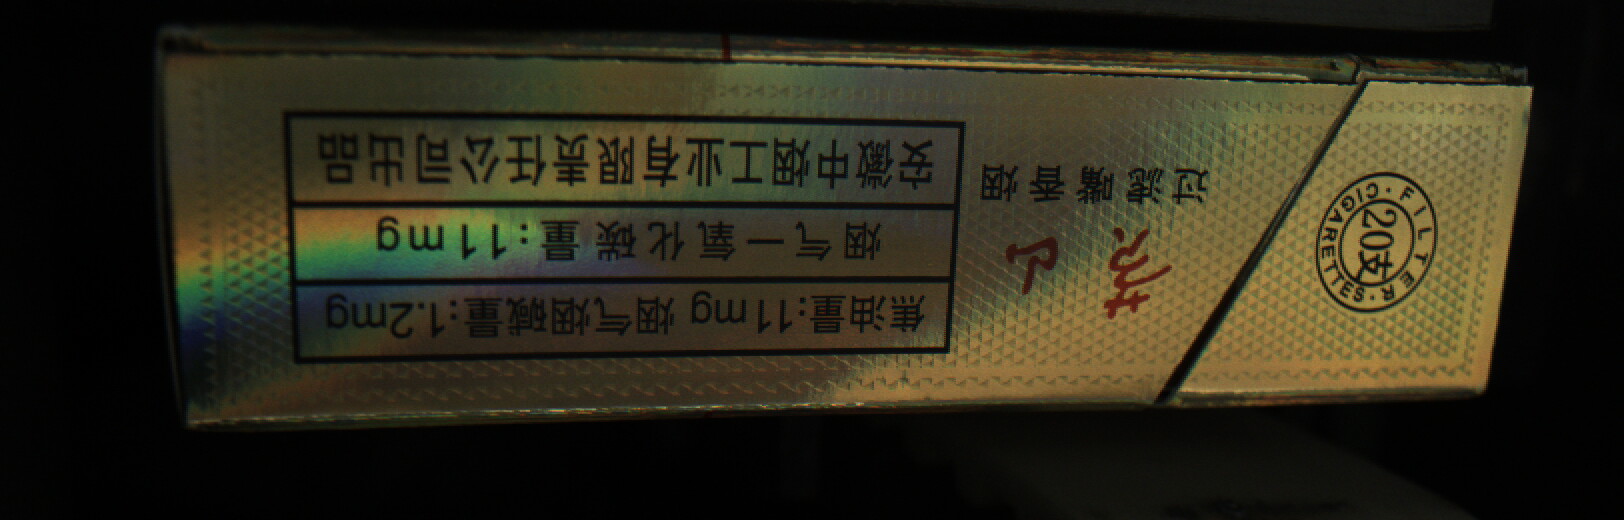 20支
FILTER·CIGARETTES·
黄山
过滤嘴香烟
焦油量:11mg 烟气烟碱量:1.2mg
烟气一氧化碳量:11mg
安徽中烟工业有限责任公司出品